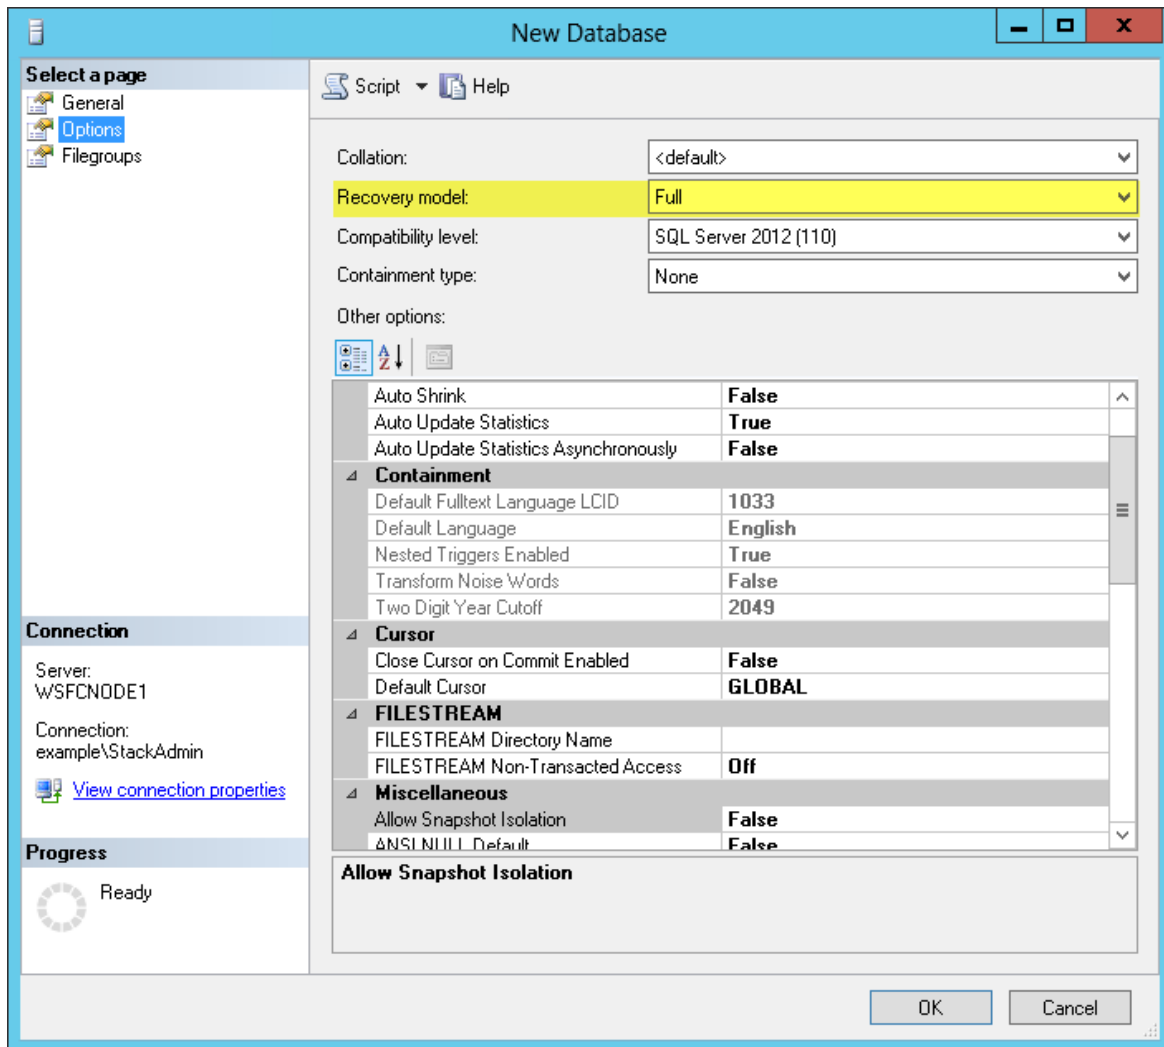 New Database
Select a page
General
Options
Filegroups
Script Help
Collation: <default>
Recovery model: Full
Compatibility level: SQL Server 2012 (110)
Containment type: None
Other options:
Auto Shrink False
Auto Update Statistics True
Auto Update Statistics Asynchronously False
Containment
Default Fulltext Language LCID 1033
Default Language English
Nested Triggers Enabled True
Transform Noise Words False
Two Digit Year Cutoff 2049
Cursor
Close Cursor on Commit Enabled False
Default Cursor GLOBAL
FILESTREAM
FILESTREAM Directory Name
FILESTREAM Non-Transacted Access Off
Miscellaneous
Allow Snapshot Isolation False
ANSI NULL Default False
Allow Snapshot Isolation
Connection
Server:
WSFCNODE1
Connection:
example\StackAdmin
View connection properties
Progress
Ready
OK Cancel